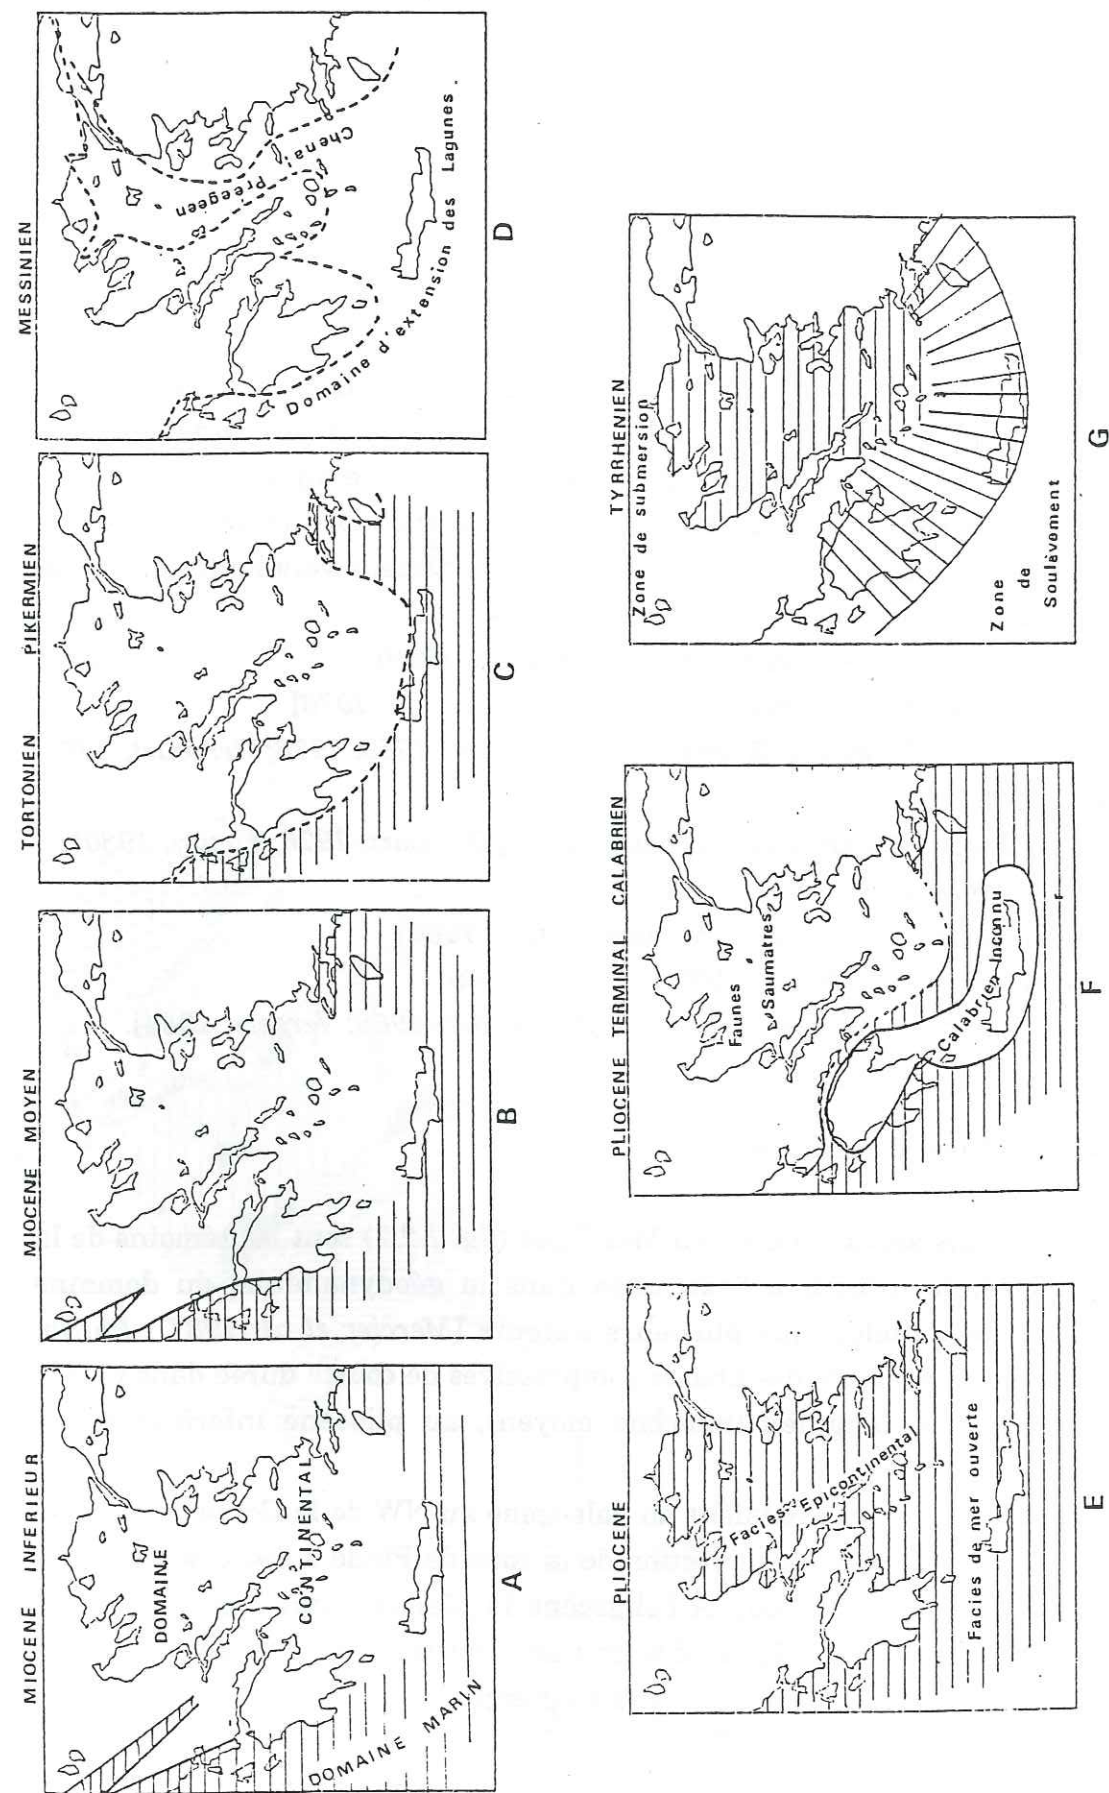 MIOCENE INFERIEUR
DOMAINE
CONTINENTAL
DOMAINE MARIN
A
MIOCENE MOYEN
B
TORTONIEN PIKERMIEN
C
MESSINIEN
Chenal
Preégéen
Domaine d'extension des Lagunes.
D
PLIOCENE
Facies Epicontinental
Facies de mer ouverte
E
PLIOCENE TERMINAL CALABRIEN
Faunes
Saumatres
Calabrien Inconnu
F
TYRRHENIEN
Zone de submersion
Zone
de
Soulèvement
G